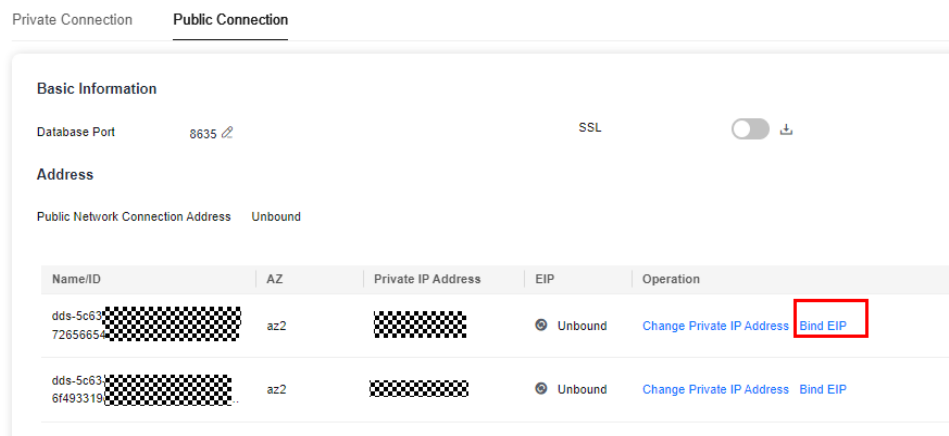 Private Connection Public Connection
Basic Information
Database Port 8635 SSL
Address
Public Network Connection Address Unbound
Name/ID AZ Private IP Address EIP Operation
dds-5c63
az2 Unbound Change Private IP Address Bind EIP
72656654
dds-5c63-
az2 Unbound Change Private IP Address Bind EIP
6f493319 ..